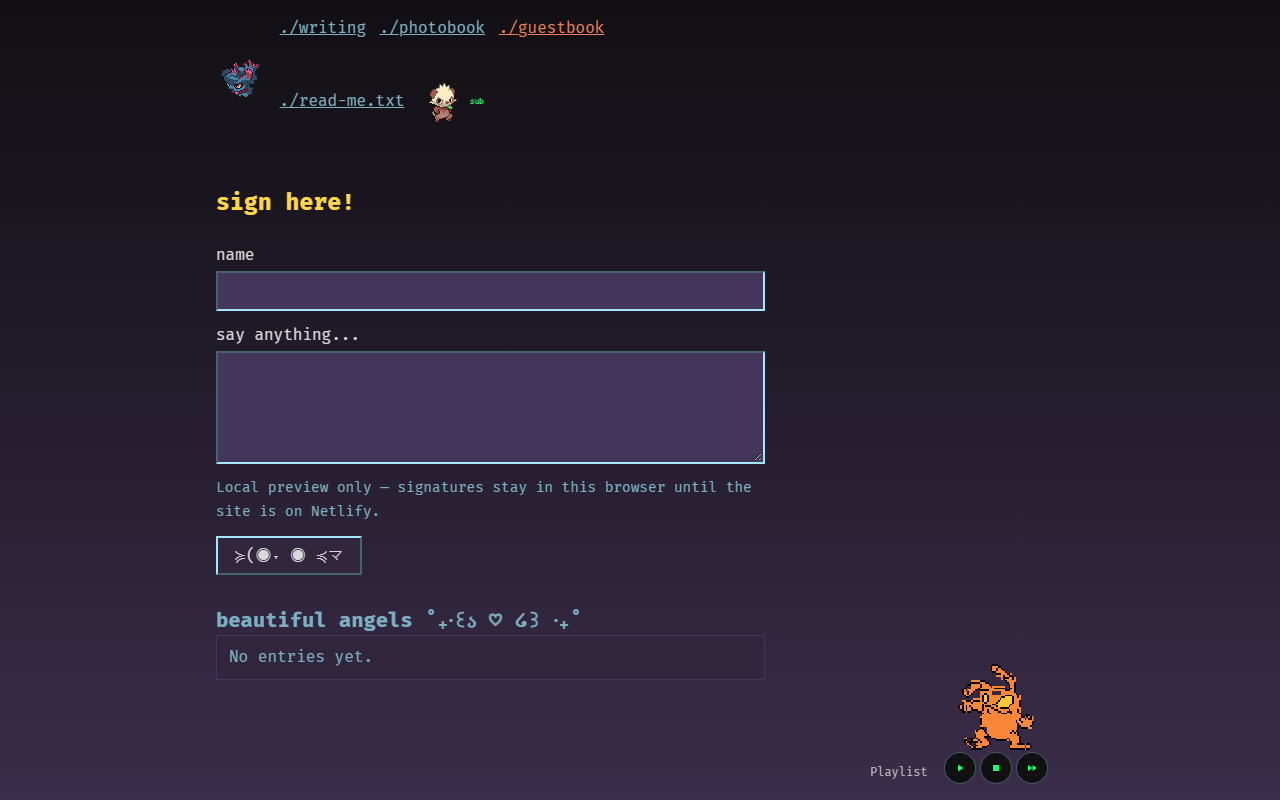 ./writing ./photobook ./guestbook
./read-me.txt sub
sign here!
name
say anything...
Local preview only — signatures stay in this browser until the
site is on Netlify.
⋟(◉˔ ◉ ⋞マ
beautiful angels ˚₊‧꒰ა ♡ ໒꒱ ‧₊˚
No entries yet.
Playlist